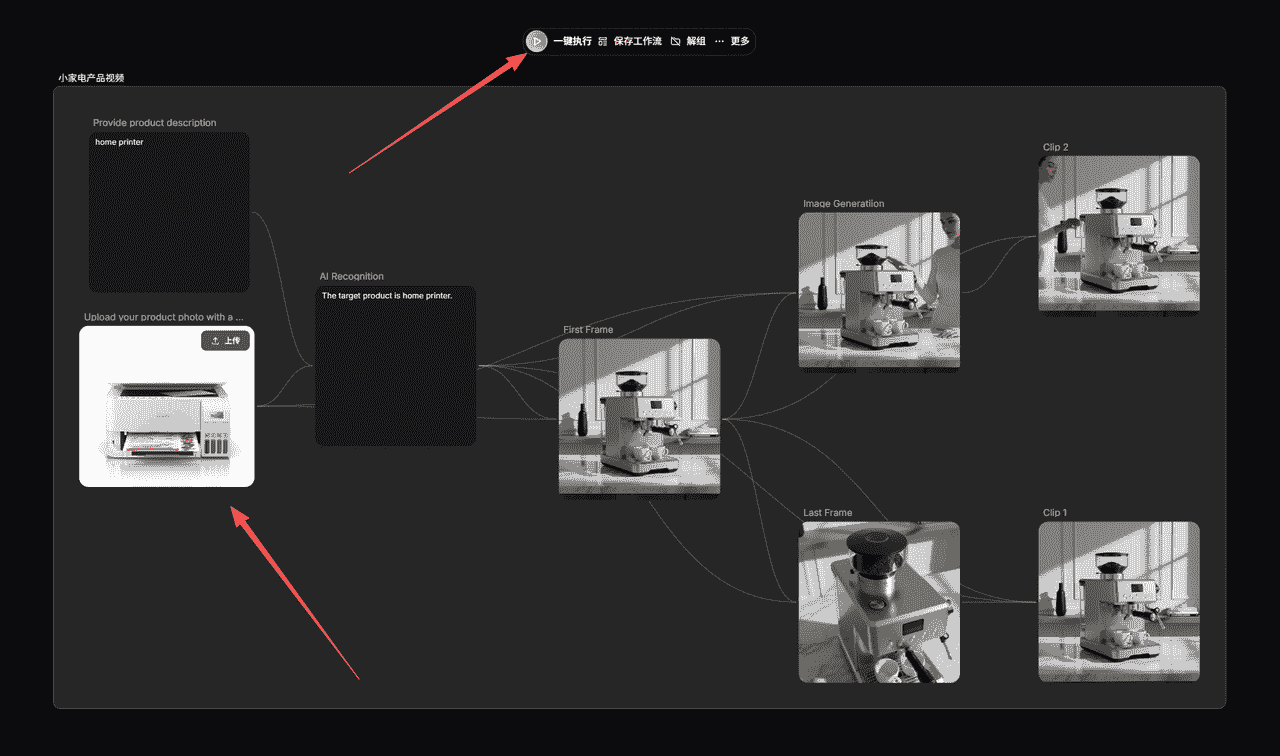 一键执行 保存工作流 解组 ··· 更多
小家电产品视频
Provide product description
home printer
Upload your product photo with a ...
上传
AI Recognition
The target product is home printer.
First Frame
Image Generatiion
Clip 2
Last Frame
Clip 1